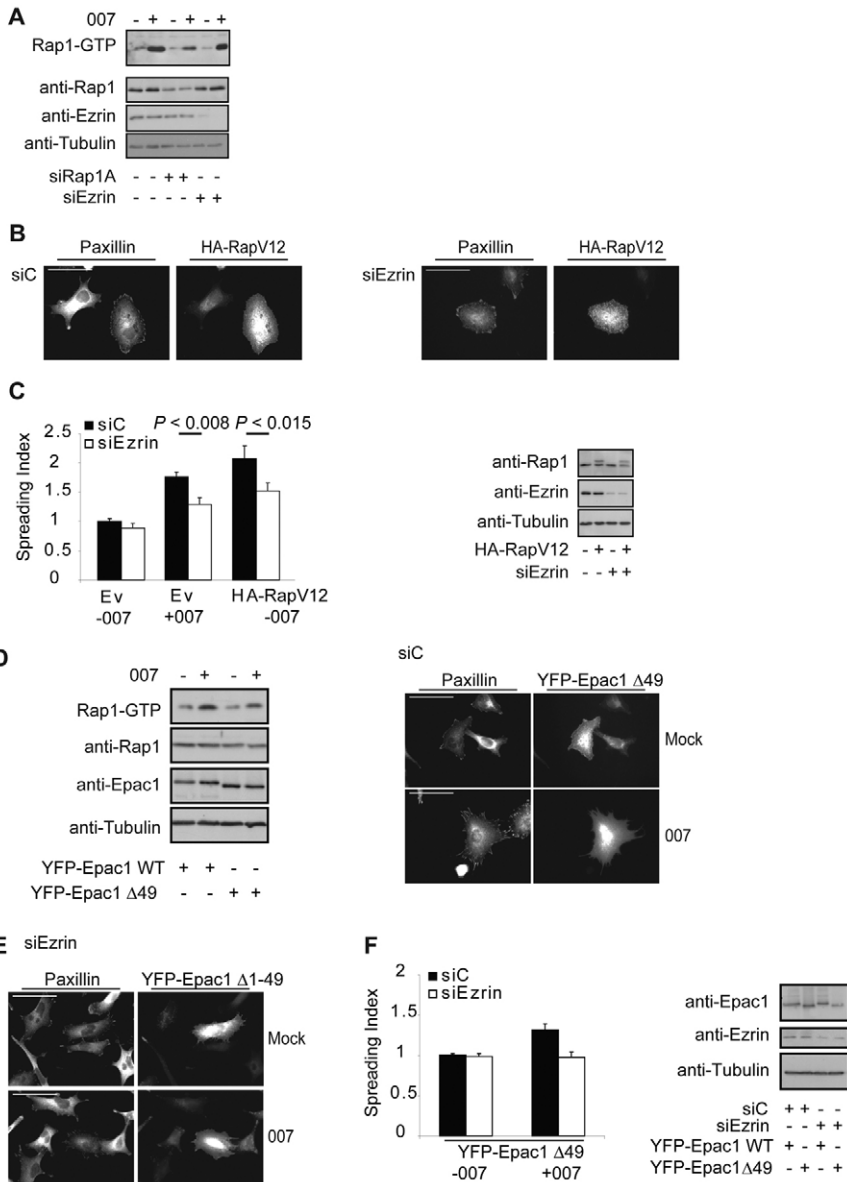 A
007 - + - + - +
Rap1-GTP
anti-Rap1
anti-Ezrin
anti-Tubulin
siRap1A - - + + - -
siEzrin - - - - + +
B
Paxillin HA-RapV12
siC
Paxillin HA-RapV12
siEzrin
C
siC
siEzrin
P < 0.008 P < 0.015
Spreading Index
2.5
2
1.5
1
0.5
0
Ev Ev HA-RapV12
-007 +007 -007
anti-Rap1
anti-Ezrin
anti-Tubulin
HA-RapV12 - + - +
siEzrin - - + +
D
007 - + - +
Rap1-GTP
anti-Rap1
anti-Epac1
anti-Tubulin
YFP-Epac1 WT + + - -
YFP-Epac1 Δ49 - - + +
siC
Paxillin YFP-Epac1 Δ49
Mock
007
E siEzrin
Paxillin YFP-Epac1 Δ1-49
Mock
007
F
siC
siEzrin
Spreading Index
2
1.5
1
0.5
0
YFP-Epac1 Δ49
-007 +007
anti-Epac1
anti-Ezrin
anti-Tubulin
siC + + - -
siEzrin - - + +
YFP-Epac1 WT + - + -
YFP-Epac1Δ49 - + - +